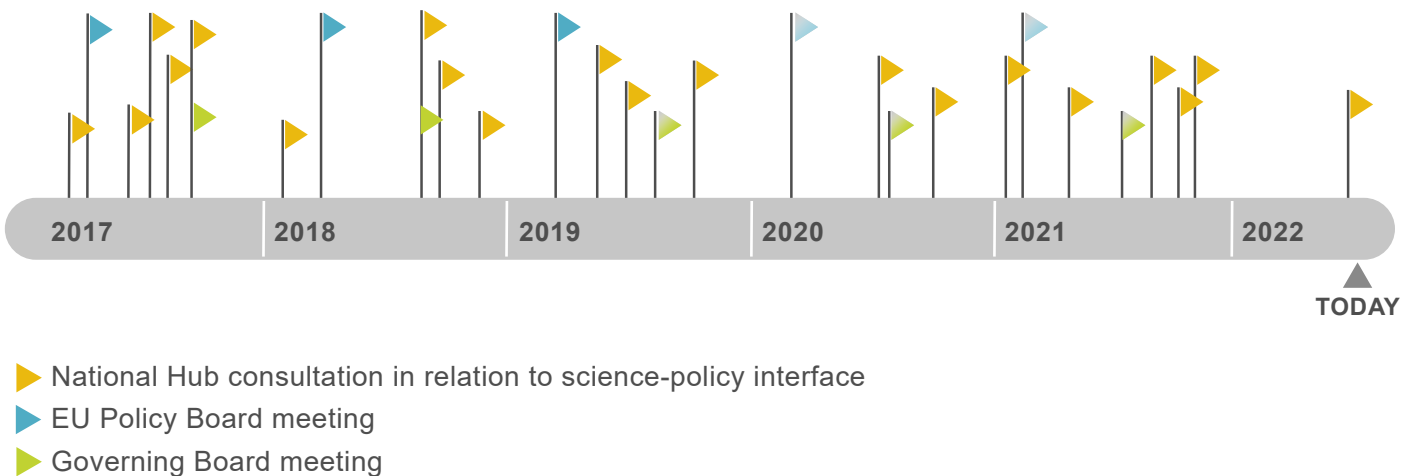 2017 2018 2019 2020 2021 2022
TODAY
National Hub consultation in relation to science-policy interface
EU Policy Board meeting
Governing Board meeting